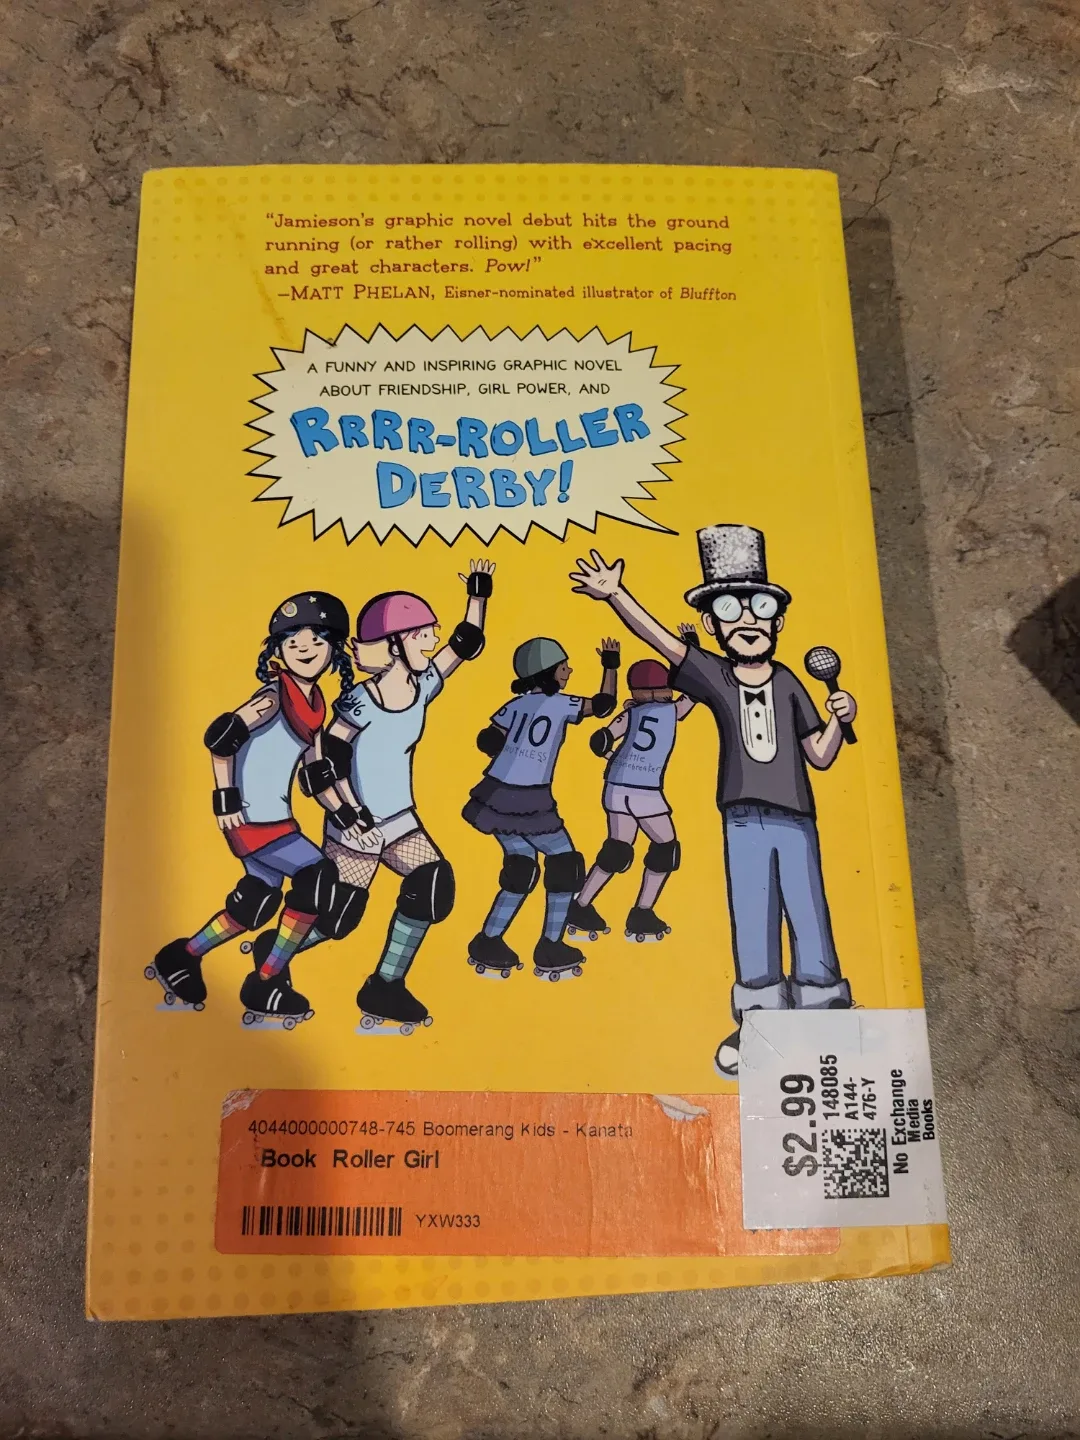 “Jamieson's graphic novel debut hits the ground
running (or rather rolling) with excellent pacing
and great characters. Pow!”
—MATT PHELAN, Eisner-nominated illustrator of Bluffton
A FUNNY AND INSPIRING GRAPHIC NOVEL
ABOUT FRIENDSHIP, GIRL POWER, AND
RRRR-ROLLER
DERBY!
110
5
4044000000748-745 Boomerang Kids - Kanata
Book Roller Girl
YXW333
$2.99
148085
A144-
476-Y
No Exchange
Media
Books